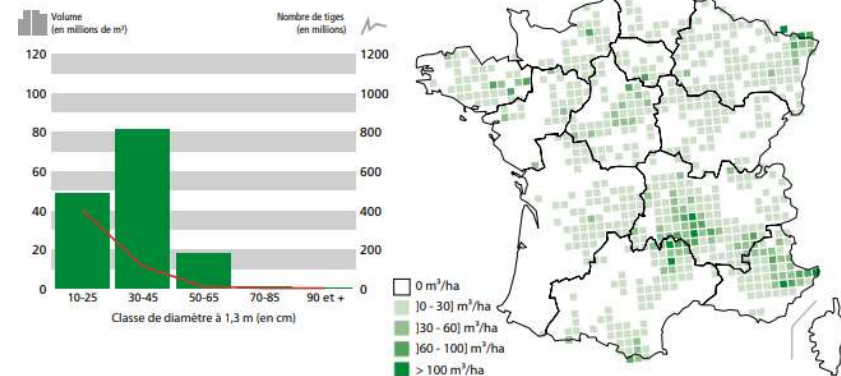 Volume
(en millions de m³)
Nombre de tiges
(en millions)
120
100
80
60
40
20
0
1200
1000
800
600
400
200
0
10-25 30-45 50-65 70-85 90 et +
Classe de diamètre à 1,3 m (en cm)
0 m³/ha
]0 - 30] m³/ha
]30 - 60] m³/ha
]60 - 100] m³/ha
> 100 m³/ha